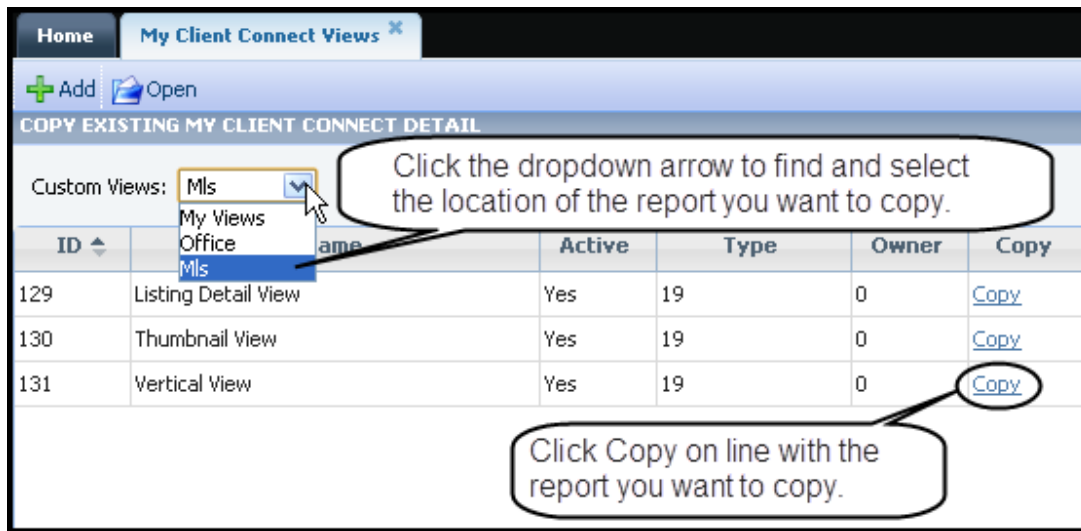 Home My Client Connect Views
Add Open
COPY EXISTING MY CLIENT CONNECT DETAIL
Custom Views: Mls
My Views
Office
Mls
Click the dropdown arrow to find and select
the location of the report you want to copy.
ID ame Active Type Owner Copy
129 Listing Detail View Yes 19 0 Copy
130 Thumbnail View Yes 19 0 Copy
131 Vertical View Yes 19 0 Copy
Click Copy on line with the
report you want to copy.